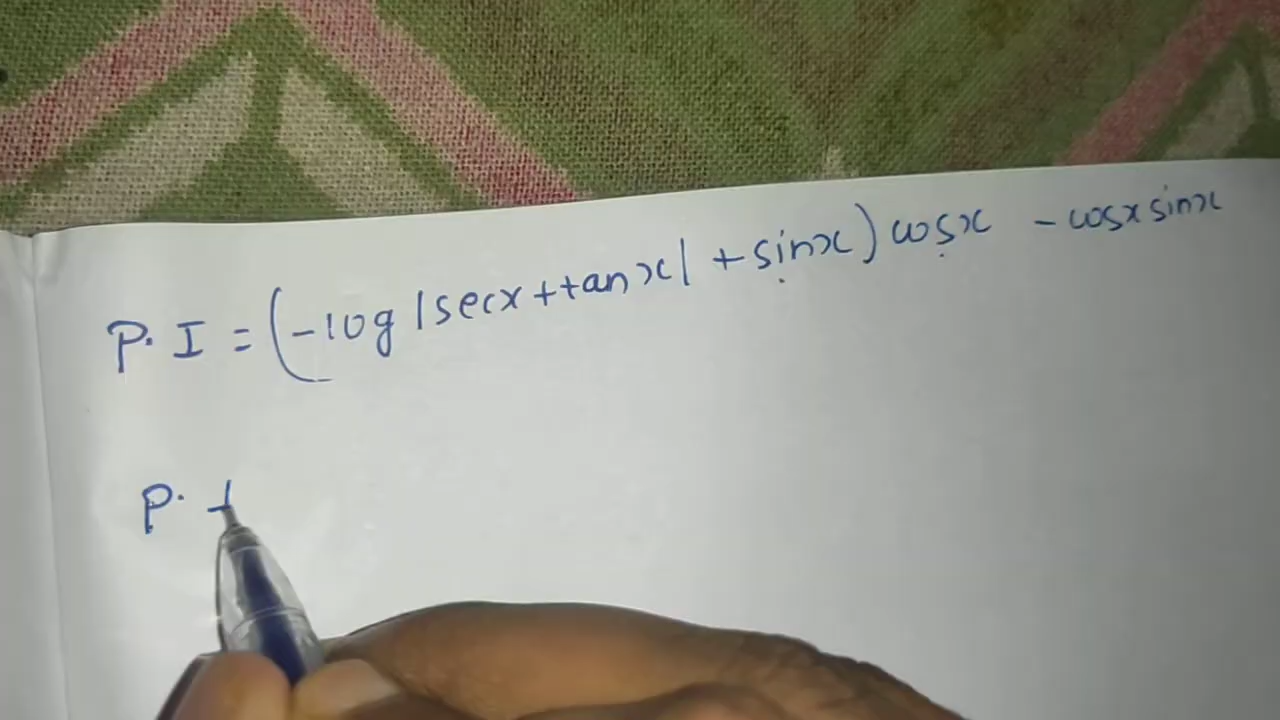 P. I = (-log |secx + tanx| + sinx) cosx - cosx sinx
P.